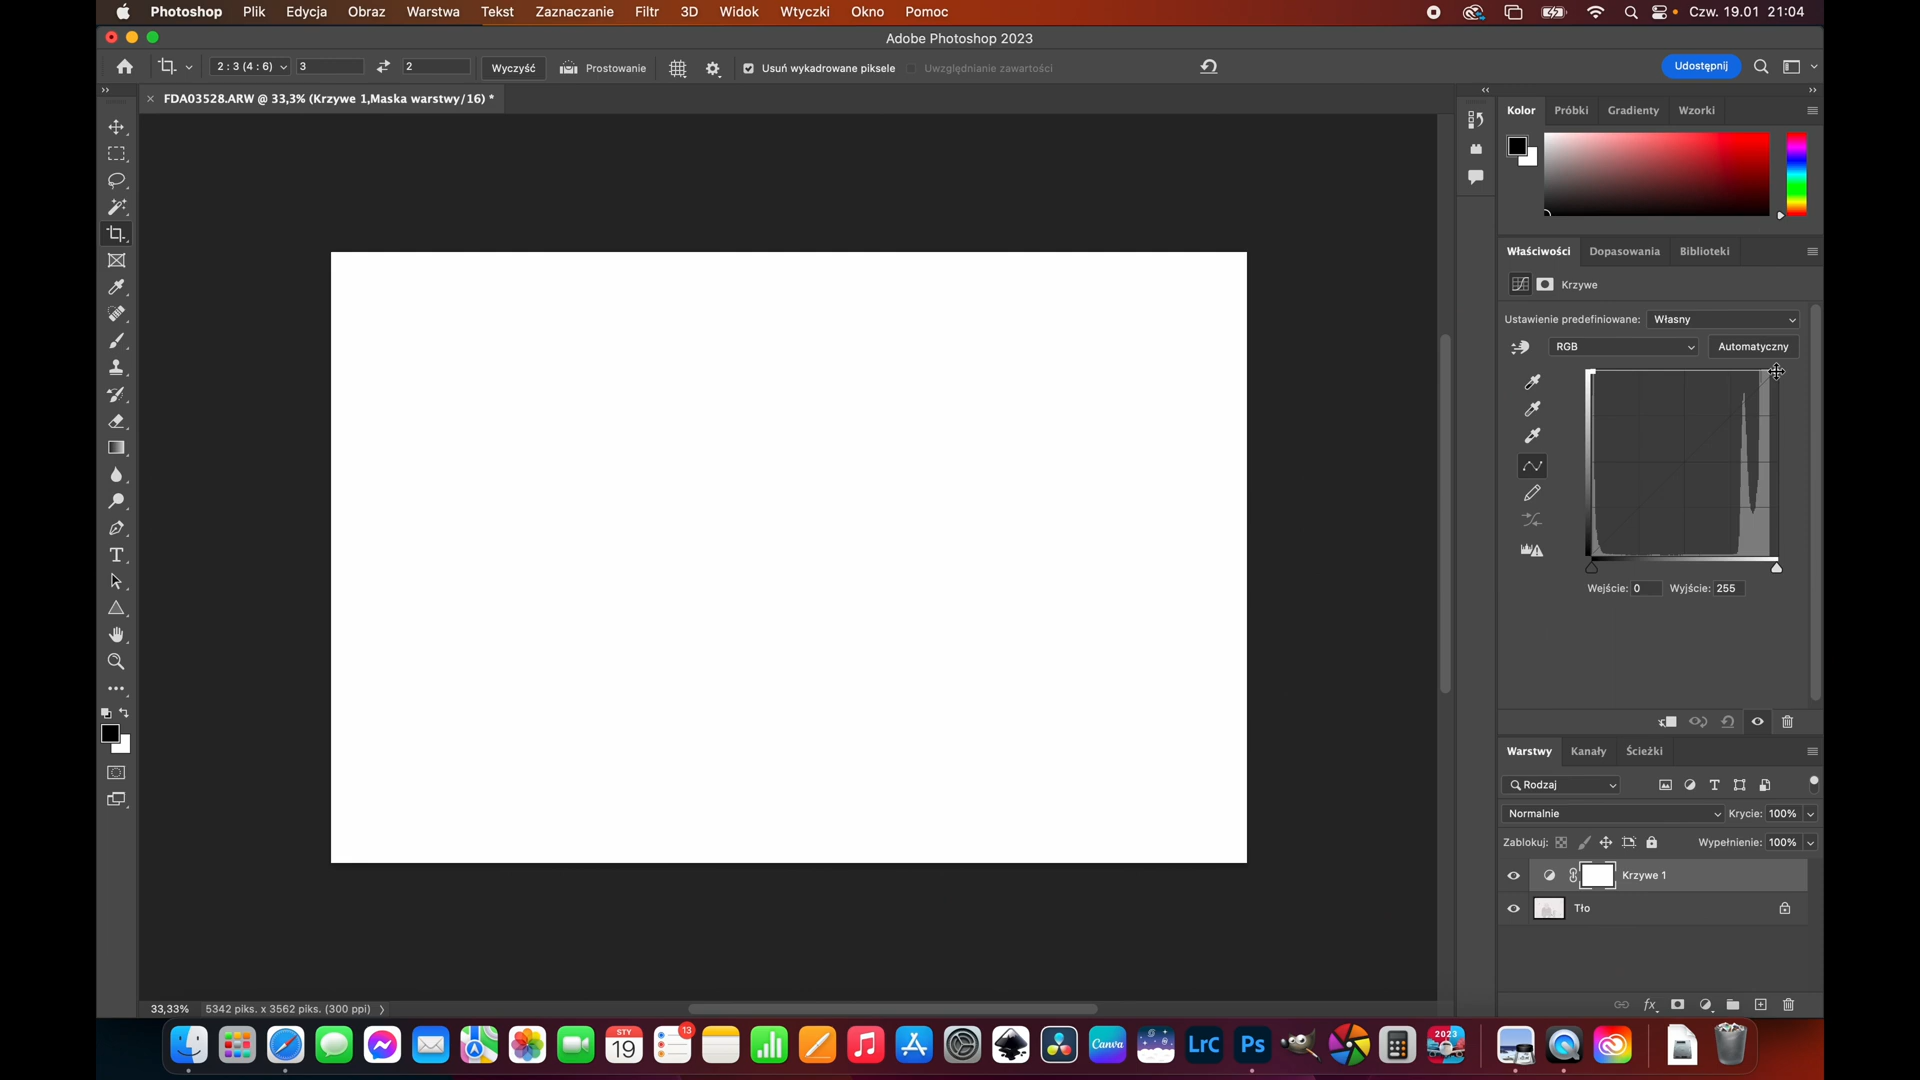 Photoshop Plik Edycja Obraz Warstwa Tekst Zaznaczanie Filtr 3D Widok Wtyczki Okno Pomoc Czw. 19.01 21:04
Adobe Photoshop 2023
2 : 3 (4 : 6) 3 2 Wyczyść Prostowanie Usuń wykadrowane piksele Uwzględnianie zawartości Udostępnij
FDA03528.ARW @ 33,3% (Krzywe 1,Maska warstwy/16) *
Kolor Próbki Gradienty Wzorki
Właściwości Dopasowania Biblioteki
Krzywe
Ustawienie predefiniowane: Własny
RGB Automatyczny
Wejście: 0 Wyjście: 255
Warstwy Kanały Ścieżki
Rodzaj
Normalnie Krycie: 100%
Zablokuj: Wypełnienie: 100%
Krzywe 1
Tło
33,33% 5342 piks. x 3562 piks. (300 ppi)
STY
19
13
Canva
LrC
Ps
2023